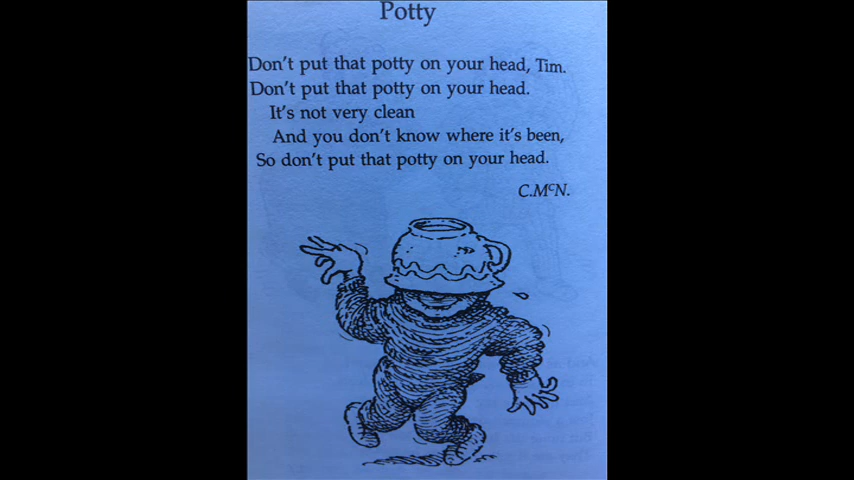 Potty
Don't put that potty on your head, Tim.
Don't put that potty on your head.
It's not very clean
And you don't know where it's been,
So don't put that potty on your head.
C.McN.